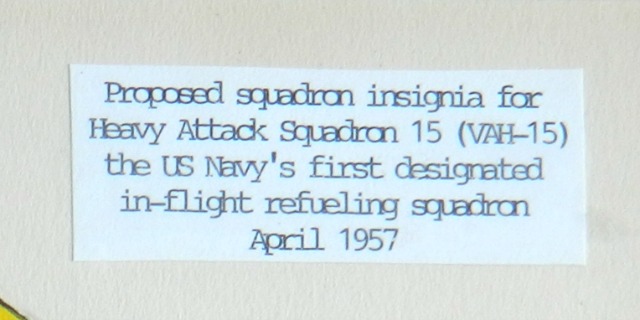 Proposed squadron insignia for
Heavy Attack Squadron 15 (VAH-15)
the US Navy's first designated
in-flight refueling squadron
April 1957